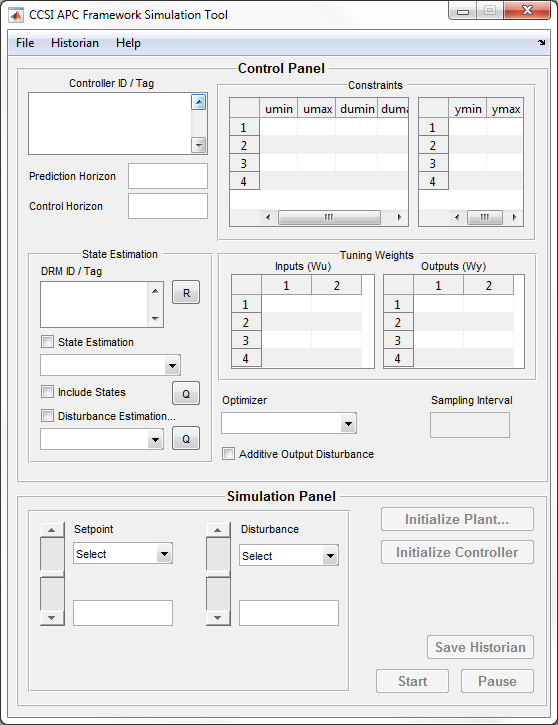 CCSI APC Framework Simulation Tool
File Historian Help
Control Panel
Controller ID / Tag
Constraints
umin umax dumin duma
1
2
3
4
ymin ymax
1
2
3
4
Prediction Horizon
Control Horizon
State Estimation
DRM ID / Tag
R
State Estimation
Include States
Q
Disturbance Estimation...
Q
Tuning Weights
Inputs (Wu)
1 2
1
2
3
4
Outputs (Wy)
1 2
1
2
3
4
Optimizer
Sampling Interval
Additive Output Disturbance
Simulation Panel
Setpoint
Select
Disturbance
Select
Initialize Plant...
Initialize Controller
Save Historian
Start Pause